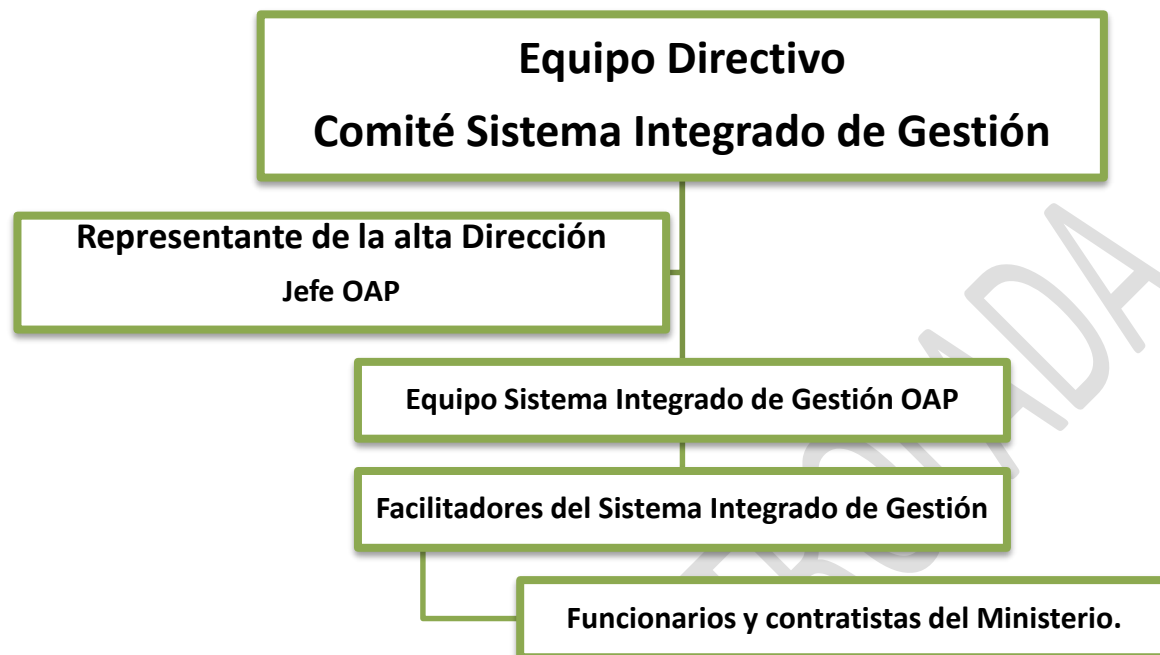 Equipo Directivo
Comité Sistema Integrado de Gestión
Representante de la alta Dirección
Jefe OAP
Equipo Sistema Integrado de Gestión OAP
Facilitadores del Sistema Integrado de Gestión
Funcionarios y contratistas del Ministerio.